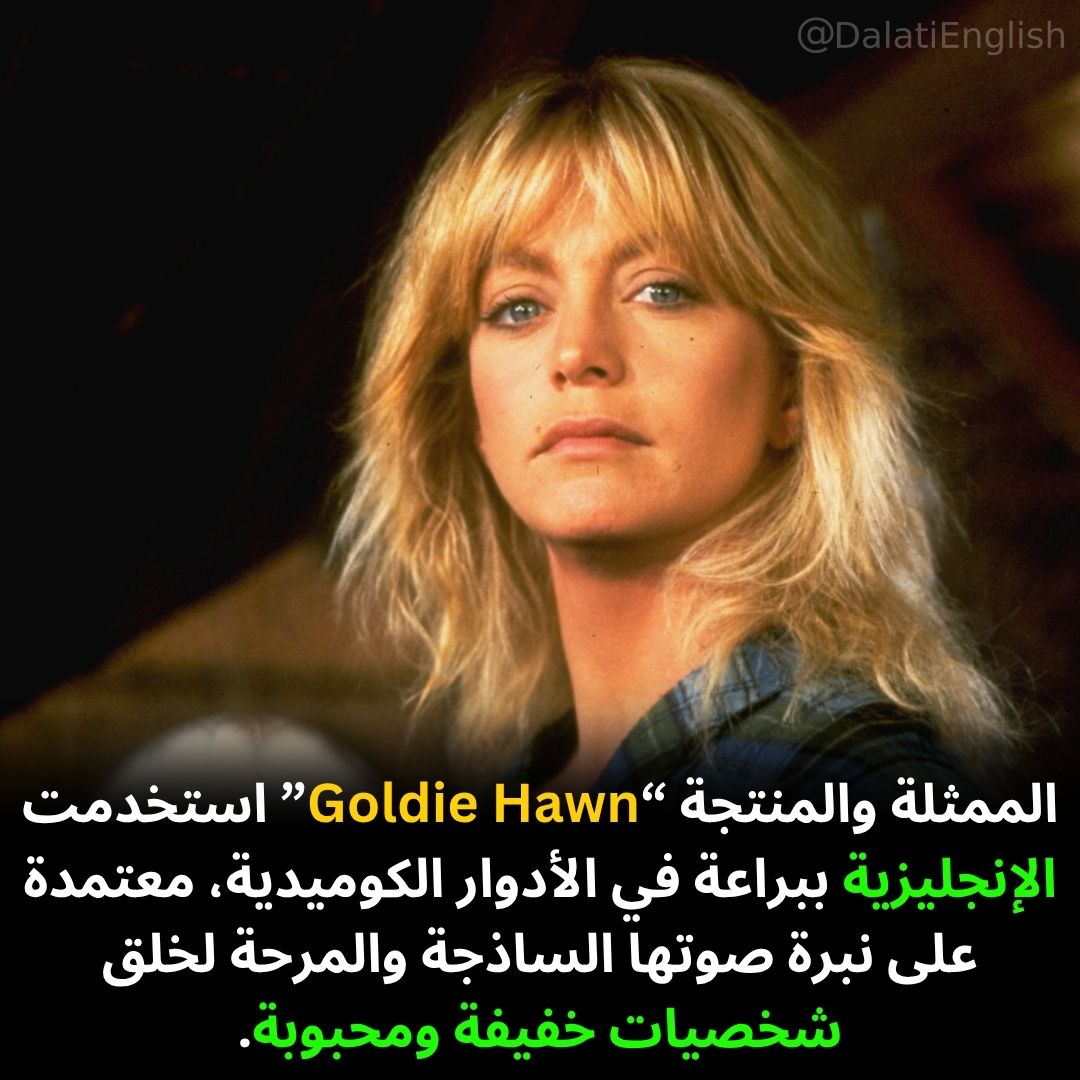 @DalatiEnglish
الممثلة والمنتجة “Goldie Hawn” استخدمت
الإنجليزية ببراعة في الأدوار الكوميدية، معتمدة
على نبرة صوتها الساذجة والمرحة لخلق
شخصيات خفيفة ومحبوبة.